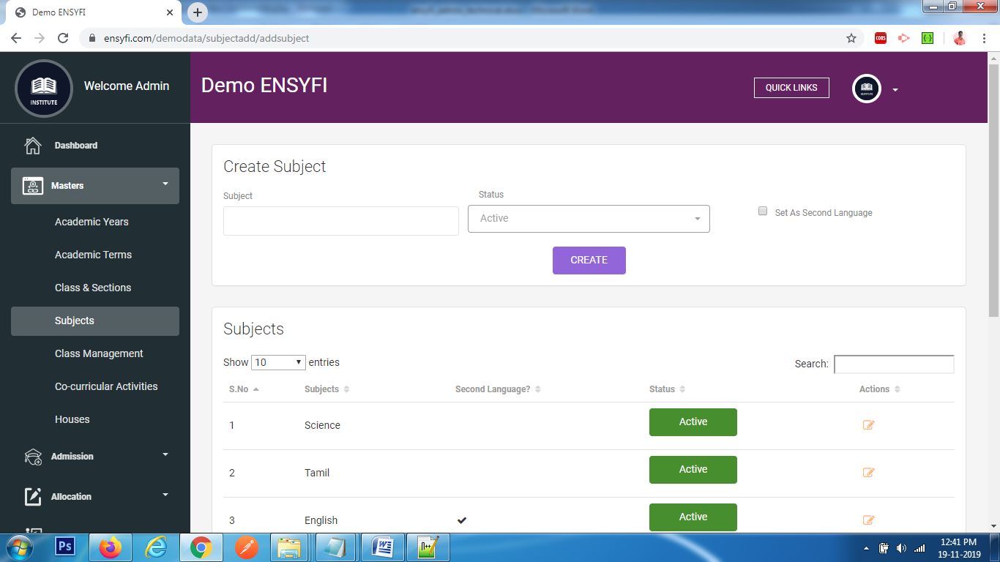 Demo ENSYFI
ensyfi.com/demodata/subjectadd/addsubject
CORS
INSTITUTE
Welcome Admin
Demo ENSYFI
QUICK LINKS
INSTITUTE
Dashboard
Masters
Academic Years
Academic Terms
Class & Sections
Subjects
Class Management
Co-curricular Activities
Houses
Admission
Allocation
Create Subject
Subject
Status
Active
Set As Second Language
CREATE
Subjects
Show 10 entries
Search:
S.No Subjects Second Language? Status Actions
1 Science Active
2 Tamil Active
3 English Active
Ps
12:41 PM
19-11-2019